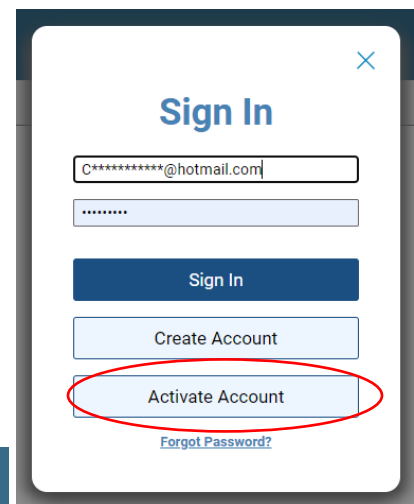 Sign In
C***********@hotmail.com
•••••••••
Sign In
Create Account
Activate Account
Forgot Password?